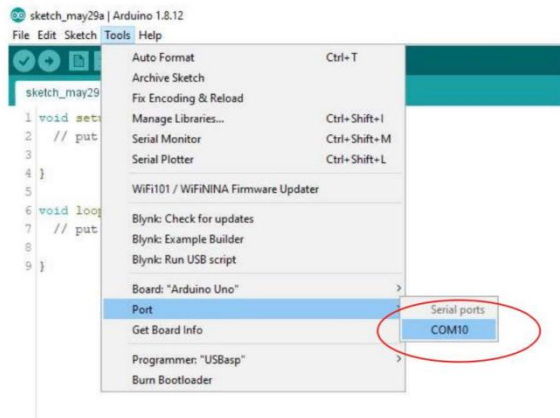 sketch_may29a | Arduino 1.8.12
File Edit Sketch Tools Help
sketch_may29
Auto Format Ctrl+T
Archive Sketch
Fix Encoding & Reload
Manage Libraries... Ctrl+Shift+I
Serial Monitor Ctrl+Shift+M
Serial Plotter Ctrl+Shift+L
WiFi101 / WiFiNINA Firmware Updater
Blynk: Check for updates
Blynk: Example Builder
Blynk: Run USB script
Board: "Arduino Uno"
Port
Get Board Info
Programmer: "USBasp"
Burn Bootloader
Serial ports
COM10
1 void setu
2 // put
3
4 }
5
6 void loop
7 // put
8
9 }